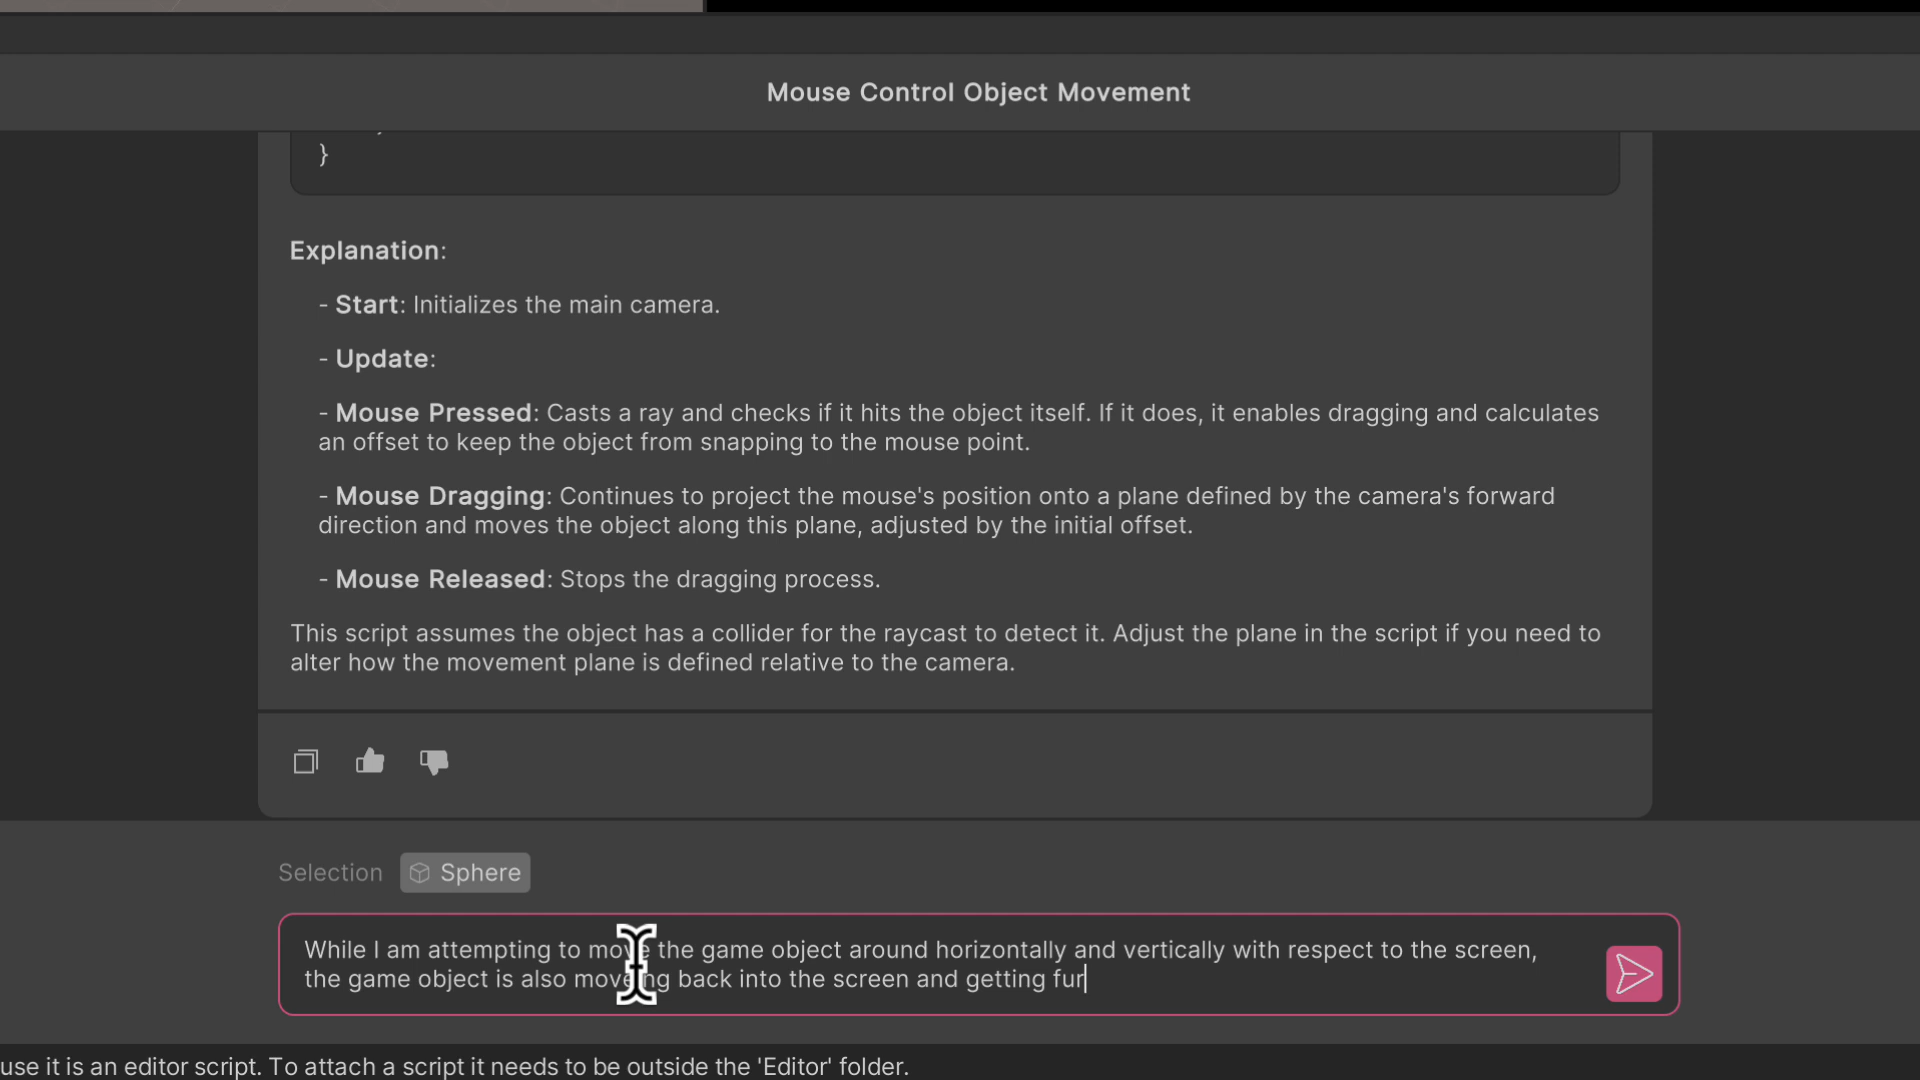 Mouse Control Object Movement
}
Explanation:
- Start: Initializes the main camera.
- Update:
- Mouse Pressed: Casts a ray and checks if it hits the object itself. If it does, it enables dragging and calculates
an offset to keep the object from snapping to the mouse point.
- Mouse Dragging: Continues to project the mouse's position onto a plane defined by the camera's forward
direction and moves the object along this plane, adjusted by the initial offset.
- Mouse Released: Stops the dragging process.
This script assumes the object has a collider for the raycast to detect it. Adjust the plane in the script if you need to
alter how the movement plane is defined relative to the camera.
Selection Sphere
While I am attempting to move the game object around horizontally and vertically with respect to the screen,
the game object is also moveing back into the screen and getting fur
use it is an editor script. To attach a script it needs to be outside the 'Editor' folder.